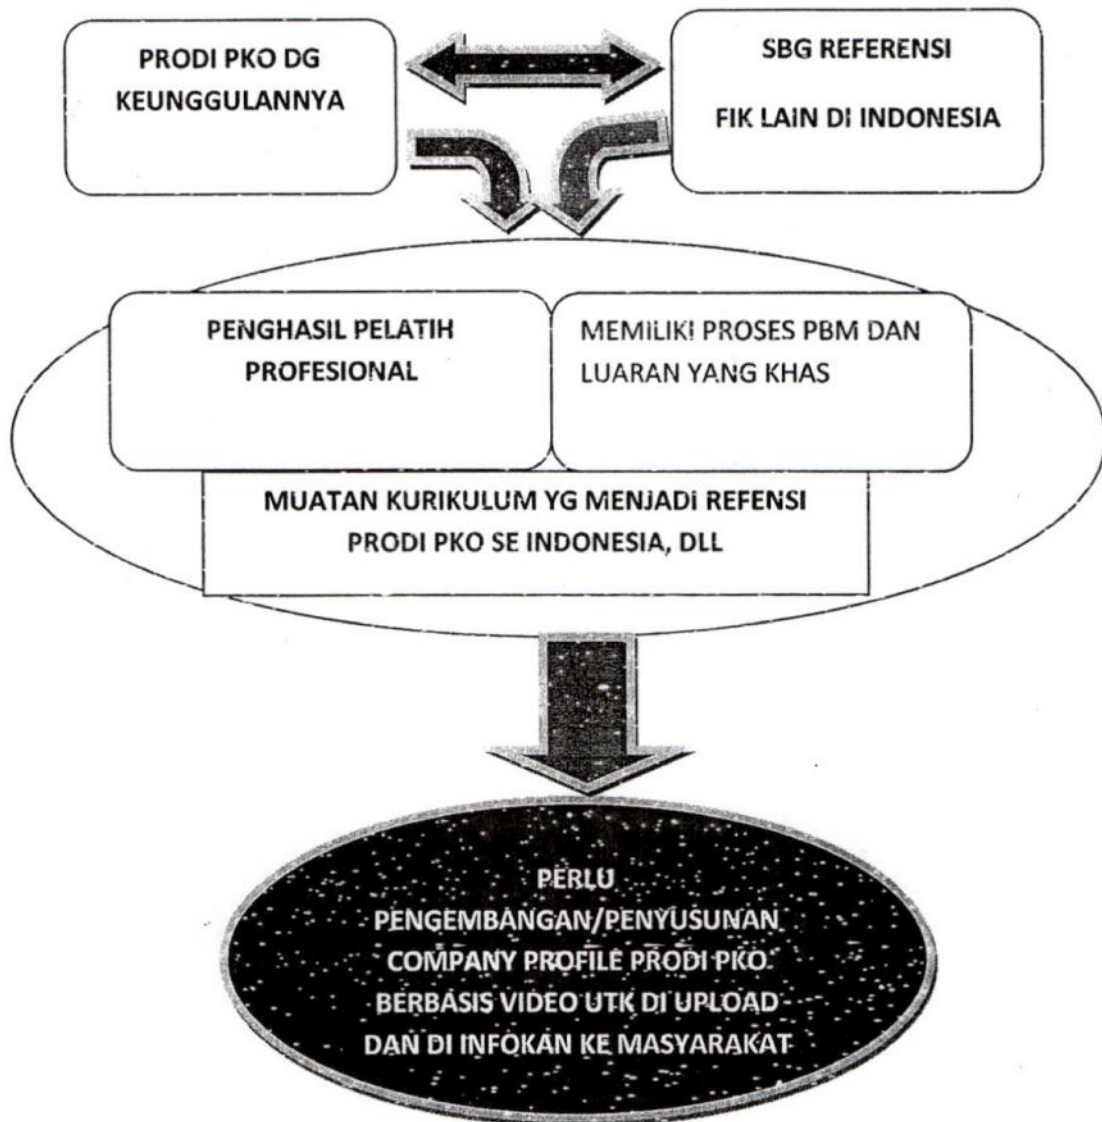 PRODI PKO DG
KEUNGGULANNYA
SBG REFERENSI
FIK LAIN DI INDONESIA
PENGHASIL PELATIH
PROFESIONAL
MEMILIKI PROSES PBM DAN
LUARAN YANG KHAS
MUATAN KURIKULUM YG MENJADI REFENSI
PRODI PKO SE INDONESIA, DLL
PERLU
PENGEMBANGAN/PENYUSUNAN
COMPANY PROFILE PRODI PKO
BERBASIS VIDEO UTK DI UPLOAD
DAN DI INFOKAN KE MASYARAKAT